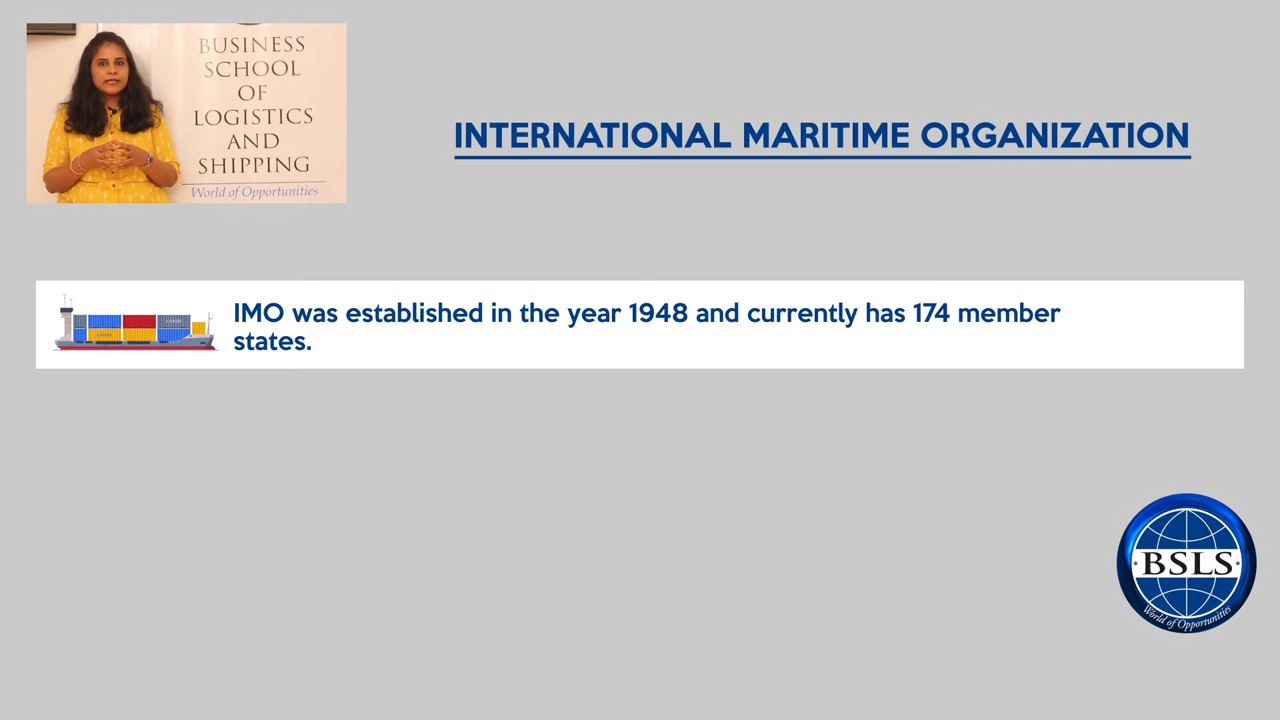 BUSINESS
SCHOOL
OF
LOGISTICS
AND
SHIPPING
World of Opportunities
INTERNATIONAL MARITIME ORGANIZATION
IMO was established in the year 1948 and currently has 174 member
states.
BSLS
World of Opportunities